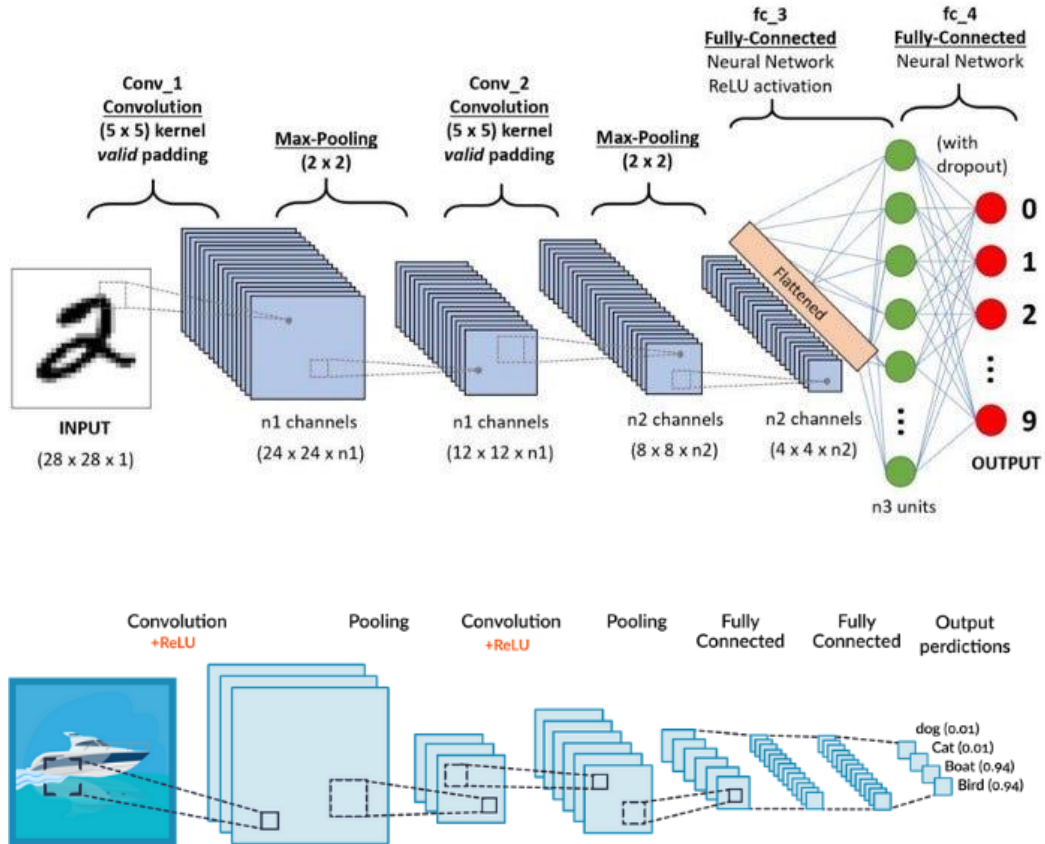 fc_3
Fully-Connected
Neural Network
ReLU activation
fc_4
Fully-Connected
Neural Network
Conv_1
Convolution
(5 x 5) kernel
valid padding
Max-Pooling
(2 x 2)
Conv_2
Convolution
(5 x 5) kernel
valid padding
Max-Pooling
(2 x 2)
(with
dropout)
Flattened
0
1
2
9
INPUT
(28 x 28 x 1)
n1 channels
(24 x 24 x n1)
n1 channels
(12 x 12 x n1)
n2 channels
(8 x 8 x n2)
n2 channels
(4 x 4 x n2)
OUTPUT
n3 units
Convolution
+ReLU
Pooling
Convolution
+ReLU
Pooling
Fully
Connected
Fully
Connected
Output
perdictions
dog (0.01)
Cat (0.01)
Boat (0.94)
Bird (0.94)